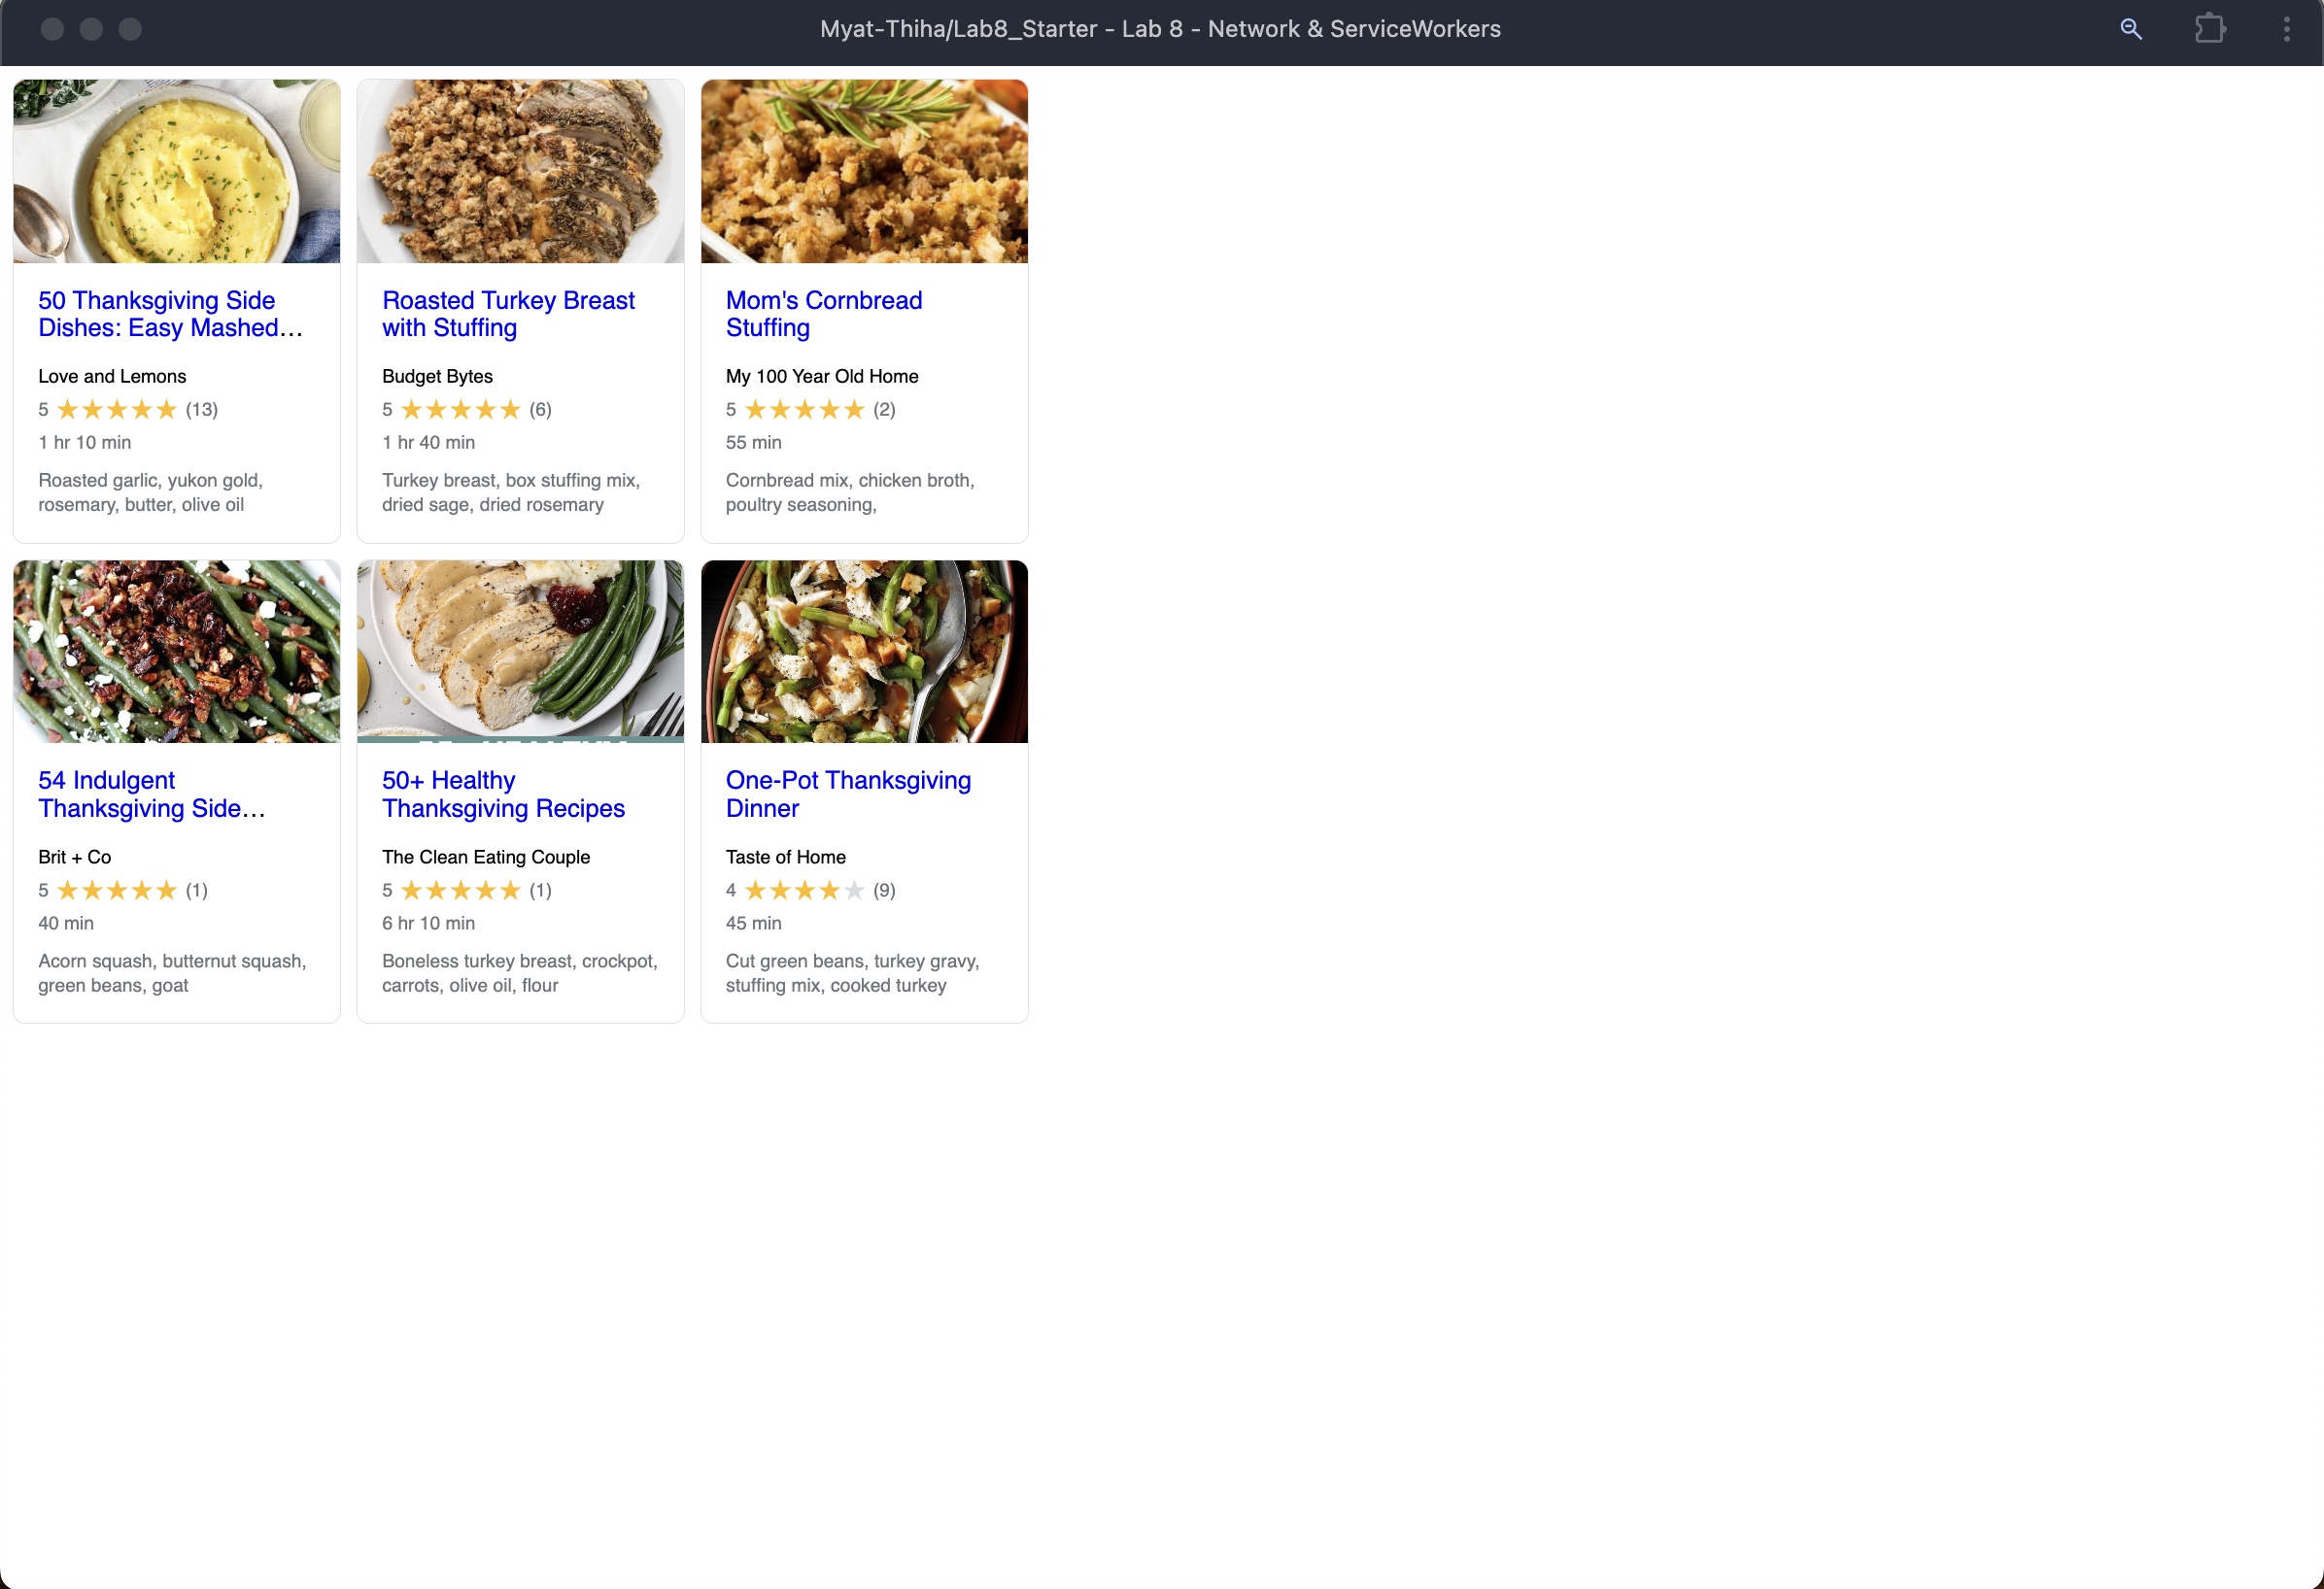 Myat-Thiha/Lab8_Starter - Lab 8 - Network & ServiceWorkers
50 Thanksgiving Side
Dishes: Easy Mashed…
Love and Lemons
5 ★★★★★ (13)
1 hr 10 min
Roasted garlic, yukon gold,
rosemary, butter, olive oil
Roasted Turkey Breast
with Stuffing
Budget Bytes
5 ★★★★★ (6)
1 hr 40 min
Turkey breast, box stuffing mix,
dried sage, dried rosemary
Mom's Cornbread
Stuffing
My 100 Year Old Home
5 ★★★★★ (2)
55 min
Cornbread mix, chicken broth,
poultry seasoning,
54 Indulgent
Thanksgiving Side…
Brit + Co
5 ★★★★★ (1)
40 min
Acorn squash, butternut squash,
green beans, goat
50+ Healthy
Thanksgiving Recipes
The Clean Eating Couple
5 ★★★★★ (1)
6 hr 10 min
Boneless turkey breast, crockpot,
carrots, olive oil, flour
One-Pot Thanksgiving
Dinner
Taste of Home
4 ★★★★★ (9)
45 min
Cut green beans, turkey gravy,
stuffing mix, cooked turkey